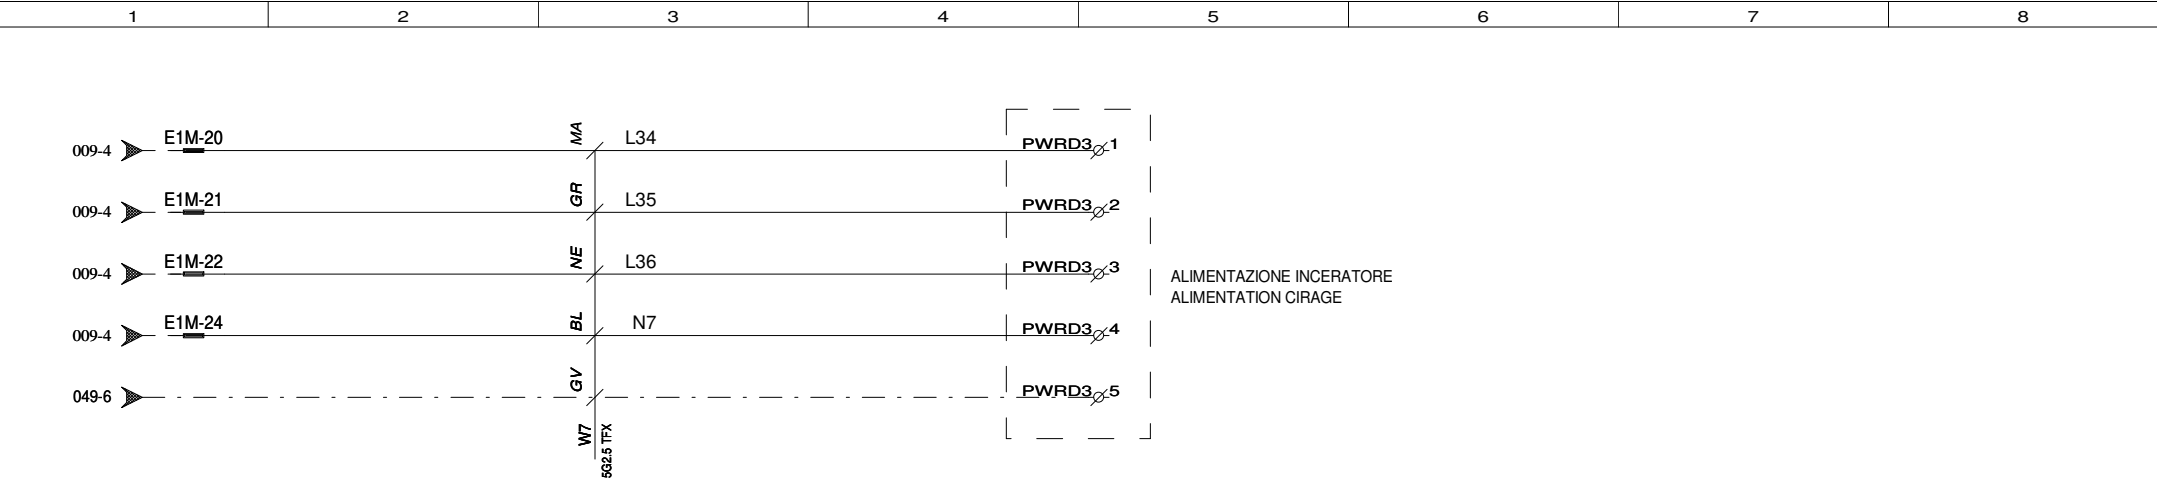 1 2 3 4 5 6 7 8
009-4 E1M-20 MA L34 PWRD3 1
009-4 E1M-21 GR L35 PWRD3 2
009-4 E1M-22 NE L36 PWRD3 3
ALIMENTAZIONE INCERATORE
ALIMENTATION CIRAGE
009-4 E1M-24 BL N7 PWRD3 4
049-6 GV PWRD3 5
W7
5G2.5 TFX